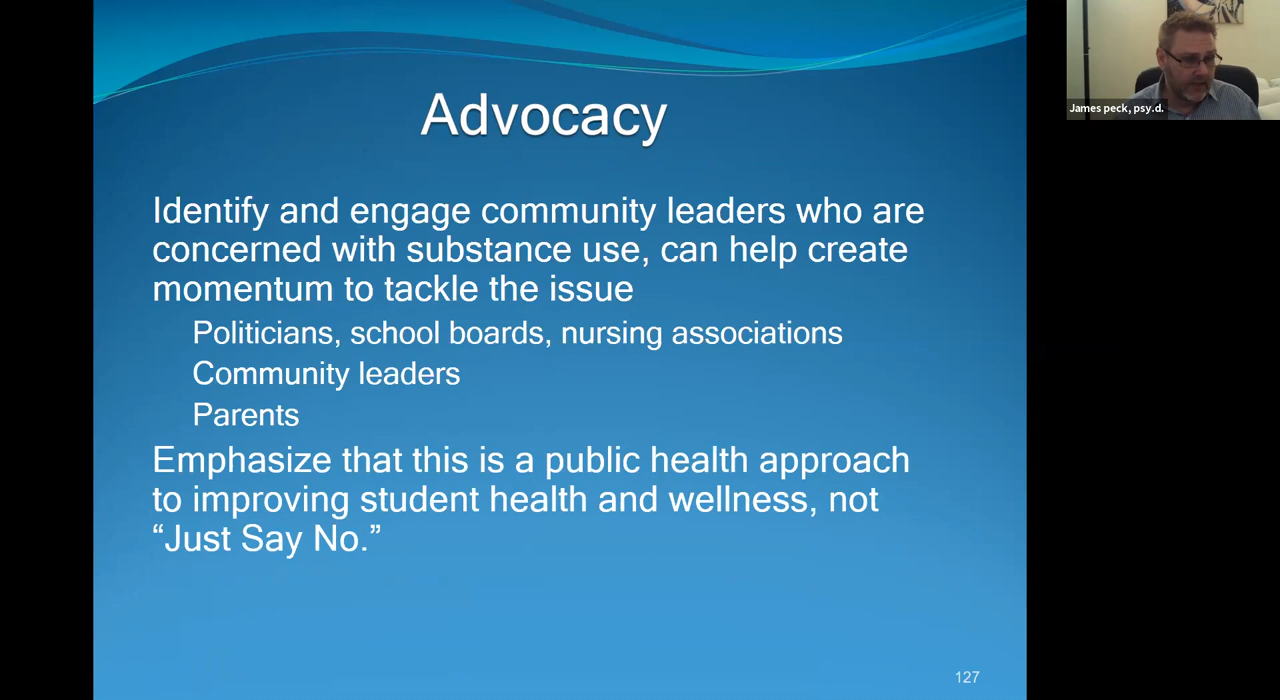 Advocacy
Identify and engage community leaders who are
concerned with substance use, can help create
momentum to tackle the issue
Politicians, school boards, nursing associations
Community leaders
Parents
Emphasize that this is a public health approach
to improving student health and wellness, not
“Just Say No.”
127
James peck, psy.d.